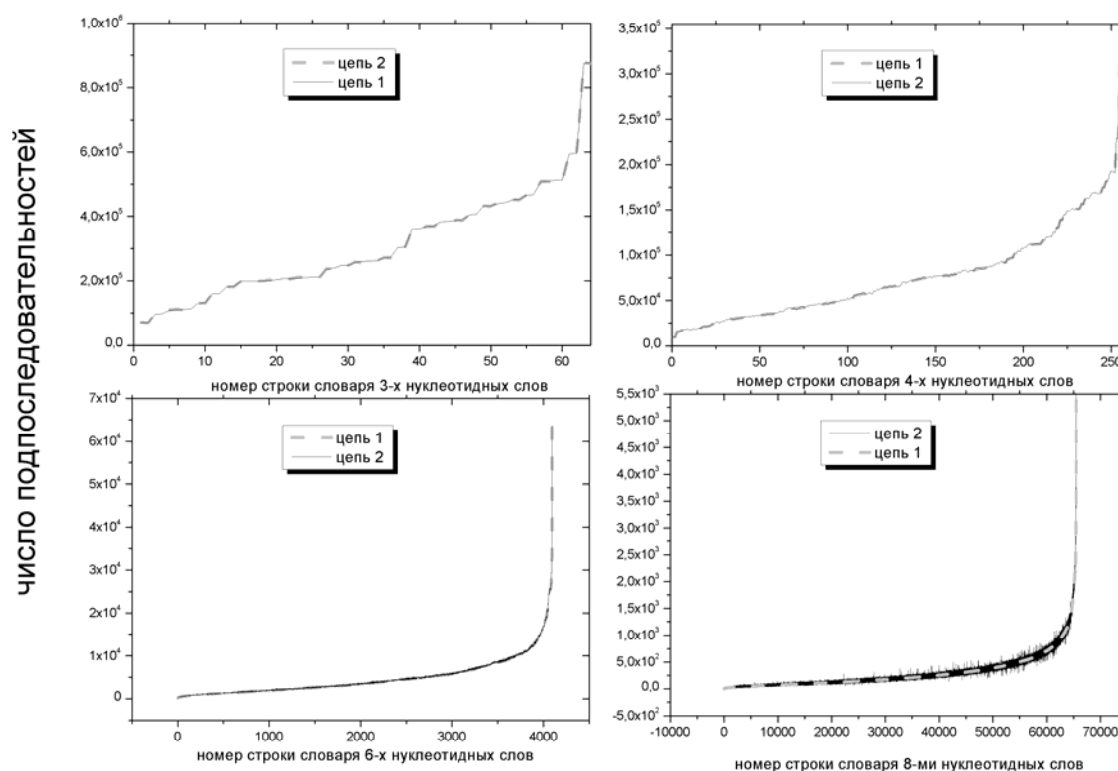 число подпоследовательностей
1,0x10⁶
8,0x10⁵
6,0x10⁵
4,0x10⁵
2,0x10⁵
0,0
цепь 2
цепь 1
0 10 20 30 40 50 60
номер строки словаря 3-х нуклеотидных слов
3,5x10⁵
3,0x10⁵
2,5x10⁵
2,0x10⁵
1,5x10⁵
1,0x10⁵
5,0x10⁴
0,0
цепь 1
цепь 2
0 50 100 150 200 250
номер строки словаря 4-х нуклеотидных слов
7x10⁴
6x10⁴
5x10⁴
4x10⁴
3x10⁴
2x10⁴
1x10⁴
0
цепь 1
цепь 2
0 2000 3000 4000
номер строки словаря 6-х нуклеотидных слов
5,5x10³
5,0x10³
4,5x10³
4,0x10³
3,5x10³
3,0x10³
2,5x10³
2,0x10³
1,5x10³
1,0x10³
5,0x10²
0,0
-5,0x10²
цепь 2
цепь 1
-10000 0 10000 20000 30000 40000 50000 60000 70000
номер строки словаря 8-ми нуклеотидных слов